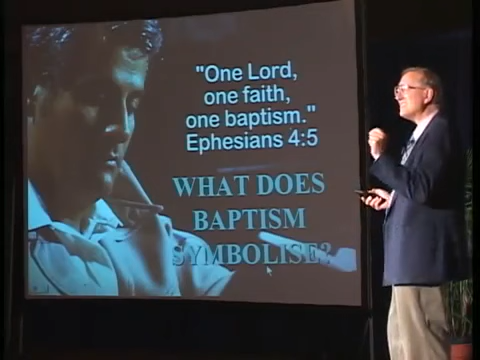 "One Lord,
one faith,
one baptism."
Ephesians 4:5
WHAT DOES
BAPTISM
SYMBOLISE?